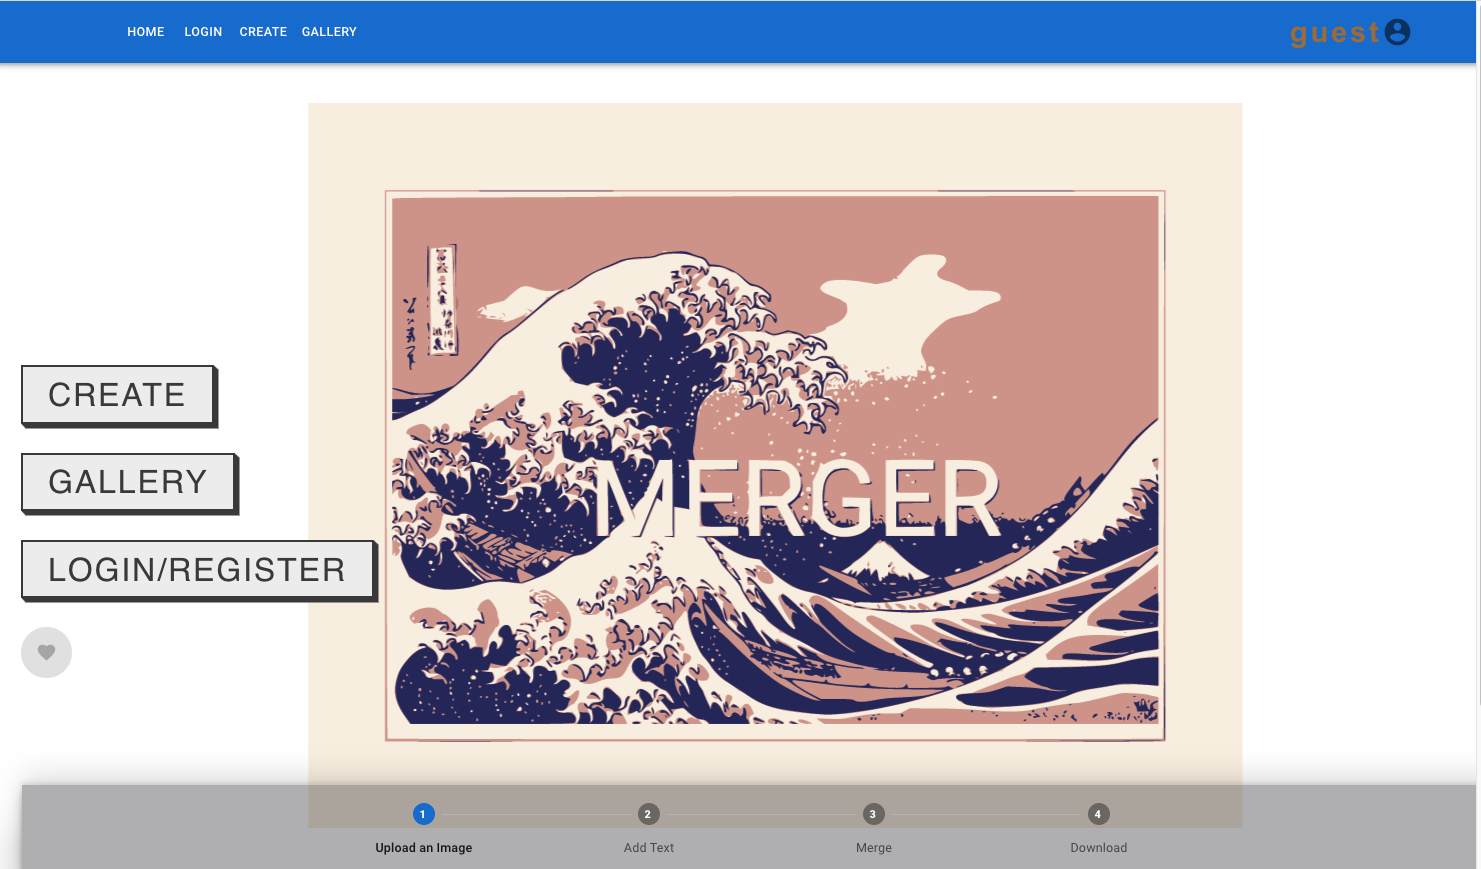 HOME LOGIN CREATE GALLERY
guest
CREATE
GALLERY
LOGIN/REGISTER
MERGER
1 2 3 4
Upload an Image Add Text Merge Download